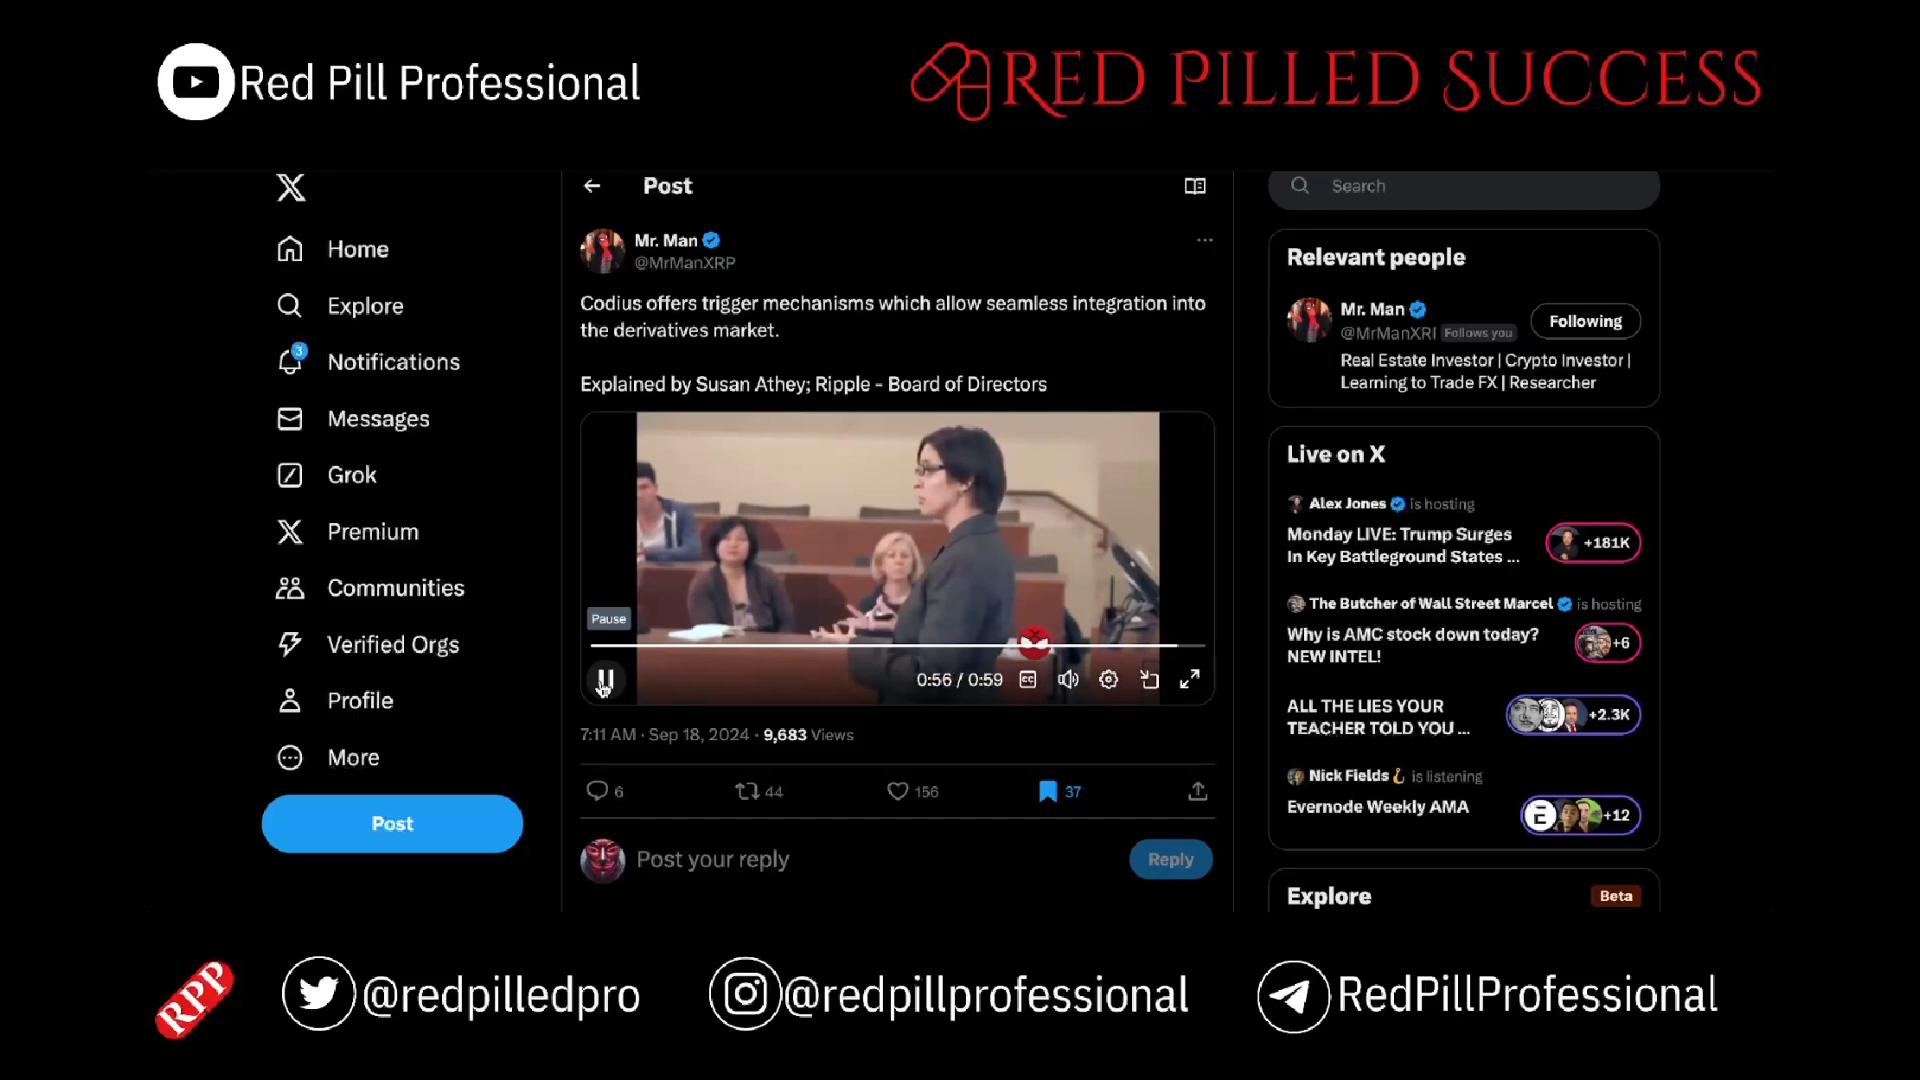 Red Pill Professional
RED PILLED SUCCESS
Home
Explore
3
Notifications
Messages
Grok
Premium
Communities
Verified Orgs
Profile
More
Post
Post
Mr. Man
@MrManXRP
Codius offers trigger mechanisms which allow seamless integration into
the derivatives market.
Explained by Susan Athey; Ripple - Board of Directors
Pause
0:56 / 0:59
CC
7:11 AM · Sep 18, 2024 · 9,683 Views
6
44
156
37
Post your reply
Reply
Search
Relevant people
Mr. Man
@MrManXRI Follows you
Following
Real Estate Investor | Crypto Investor |
Learning to Trade FX | Researcher
Live on X
Alex Jones is hosting
Monday LIVE: Trump Surges
In Key Battleground States ...
+181K
The Butcher of Wall Street Marcel is hosting
Why is AMC stock down today?
NEW INTEL!
+6
ALL THE LIES YOUR
TEACHER TOLD YOU ...
+2.3K
Nick Fields is listening
Evernode Weekly AMA
+12
Explore
Beta
RPP
@redpilledpro
@redpillprofessional
RedPillProfessional